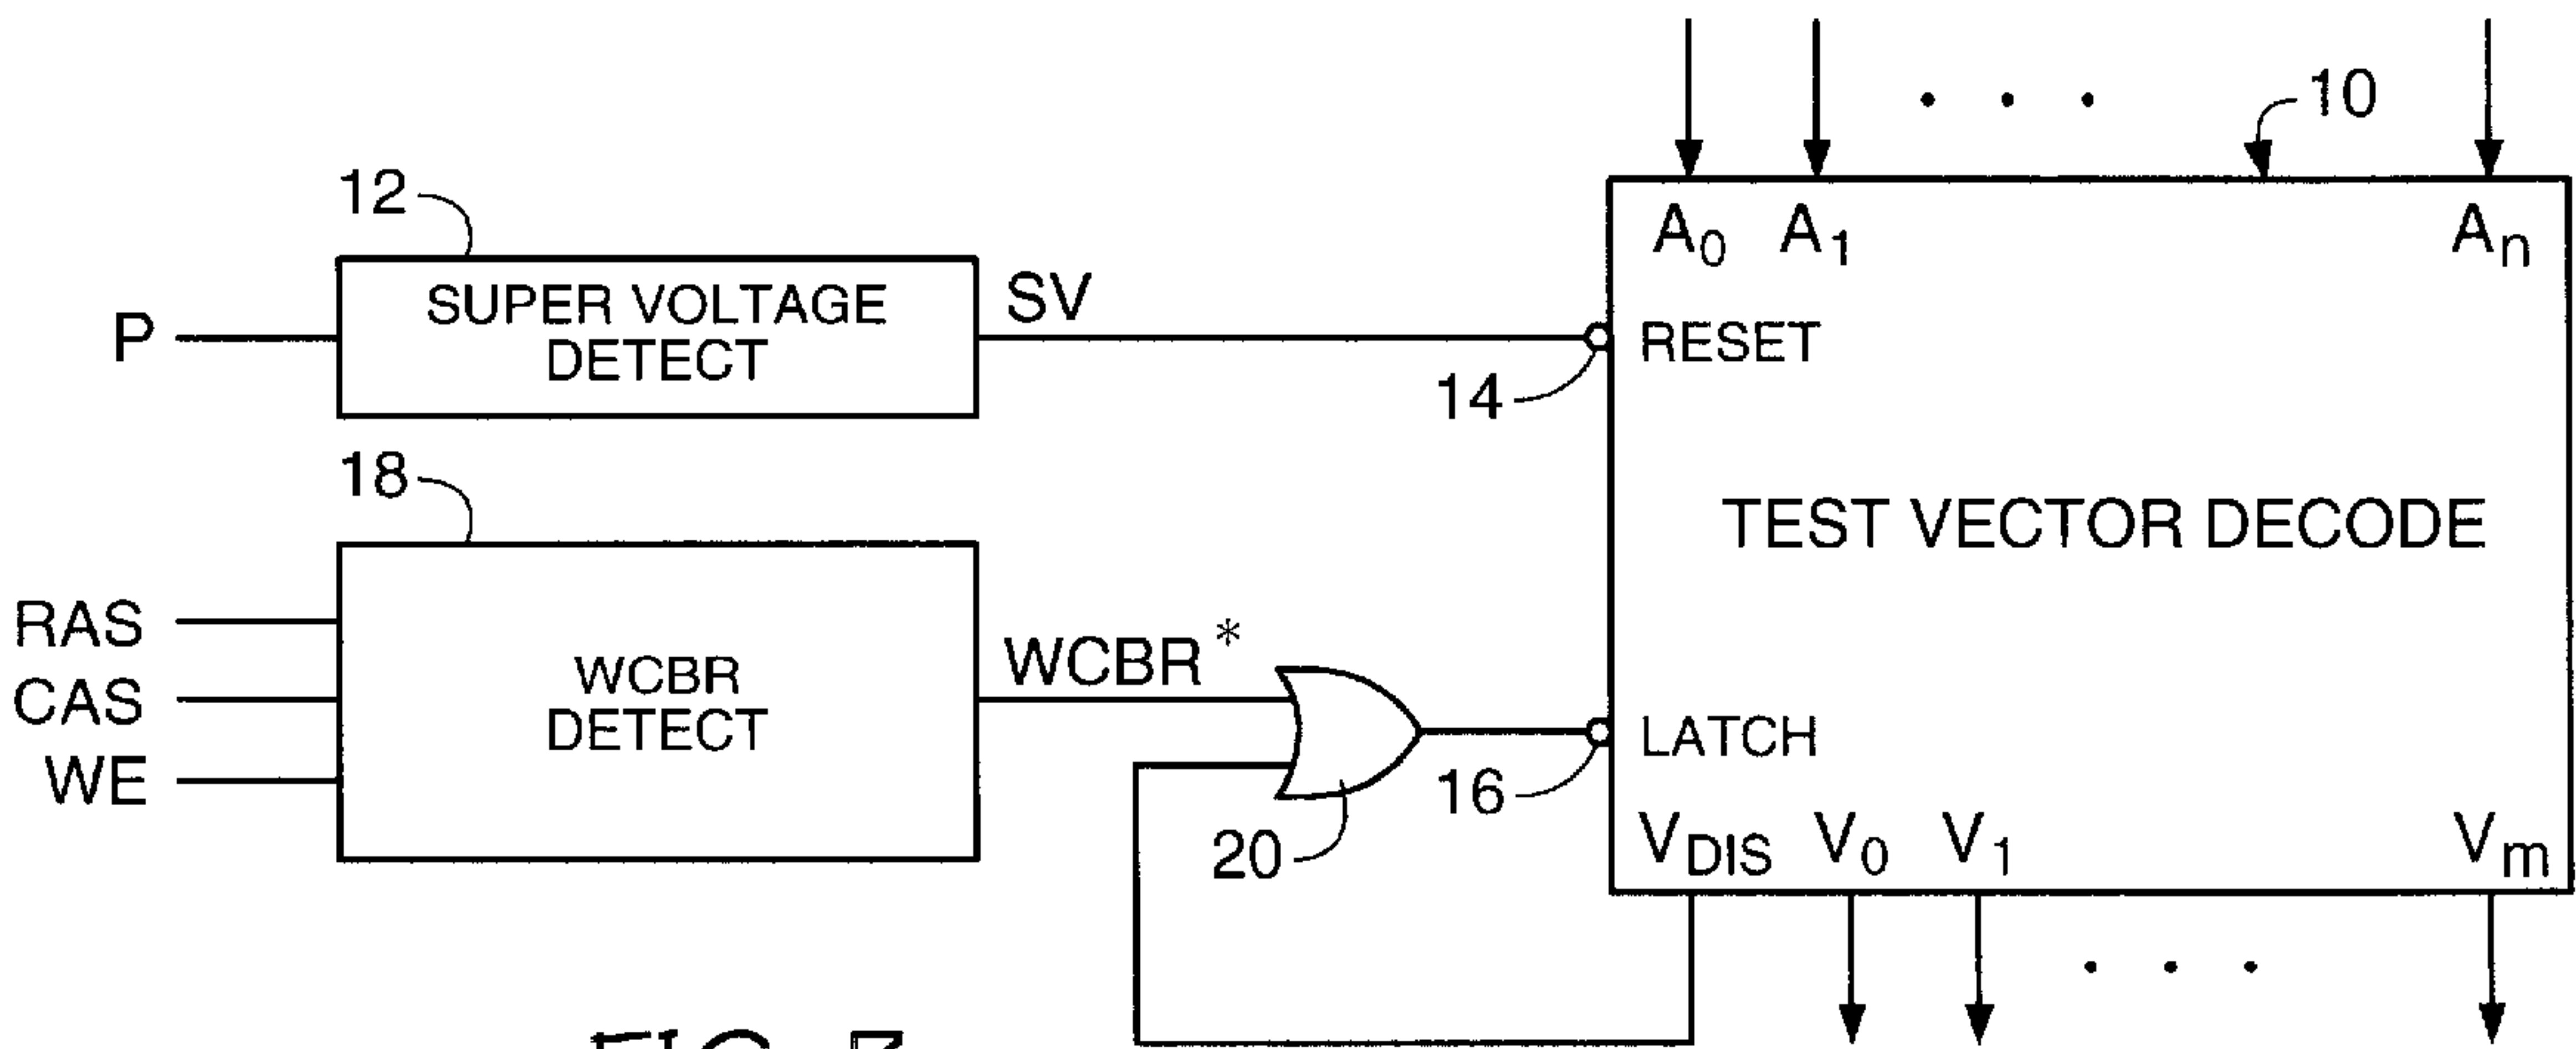 10
12
A0 A1 An
SUPER VOLTAGE
DETECT
SV
P
RESET
14
18
TEST VECTOR DECODE
RAS
CAS
WE
WCBR
DETECT
WCBR*
LATCH
16
20
VDIS V0 V1 Vm